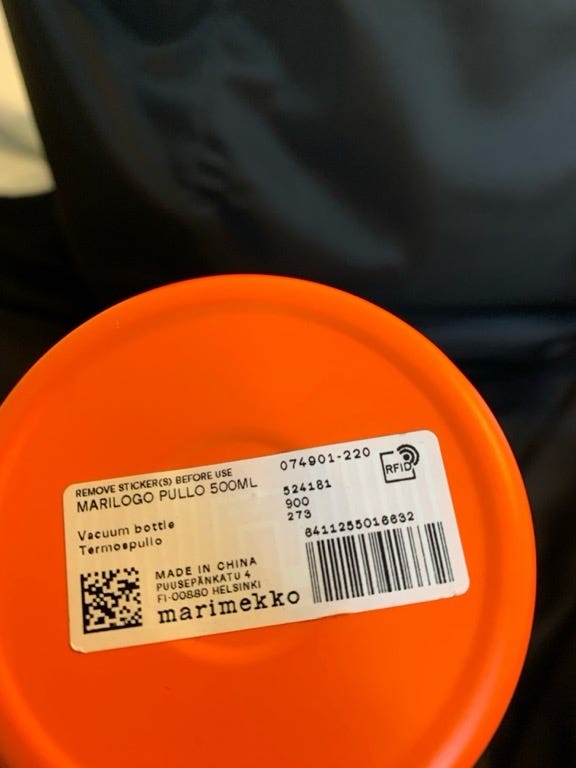 REMOVE STICKER(S) BEFORE USE
MARILOGO PULLO 500ML
074901-220
RFID
524181
900
273
Vacuum bottle
Termospullo
6411255016632
MADE IN CHINA
PUUSEPÄNKATU 4
FI-00880 HELSINKI
marimekko